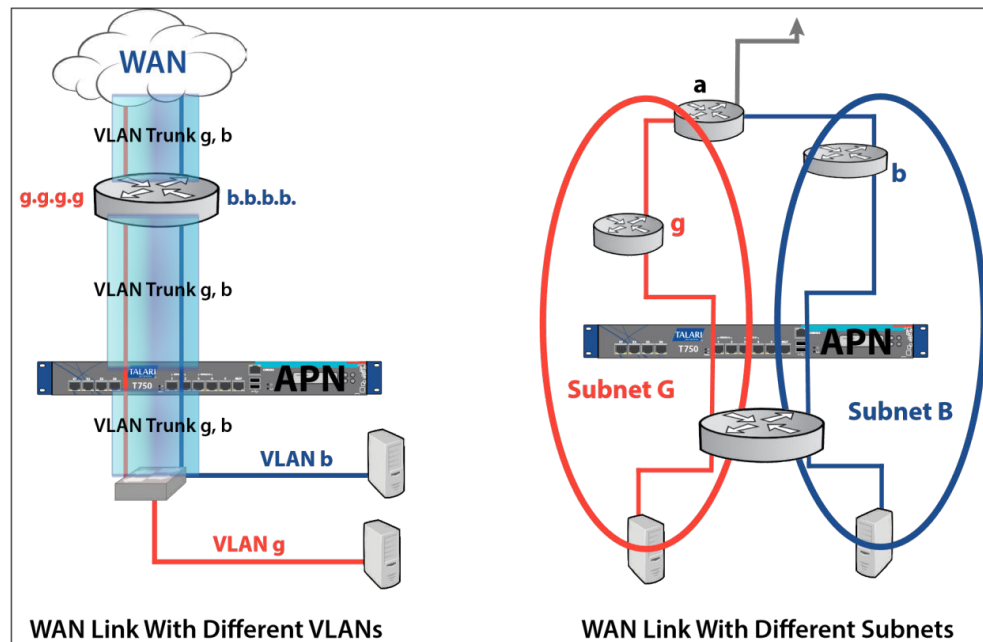 WAN
VLAN Trunk g, b
g.g.g.g
b.b.b.b.
VLAN Trunk g, b
TALARI
T750
APN
VLAN Trunk g, b
VLAN b
VLAN g
WAN Link With Different VLANs
a
b
g
TALARI
T750
APN
Subnet G
Subnet B
WAN Link With Different Subnets